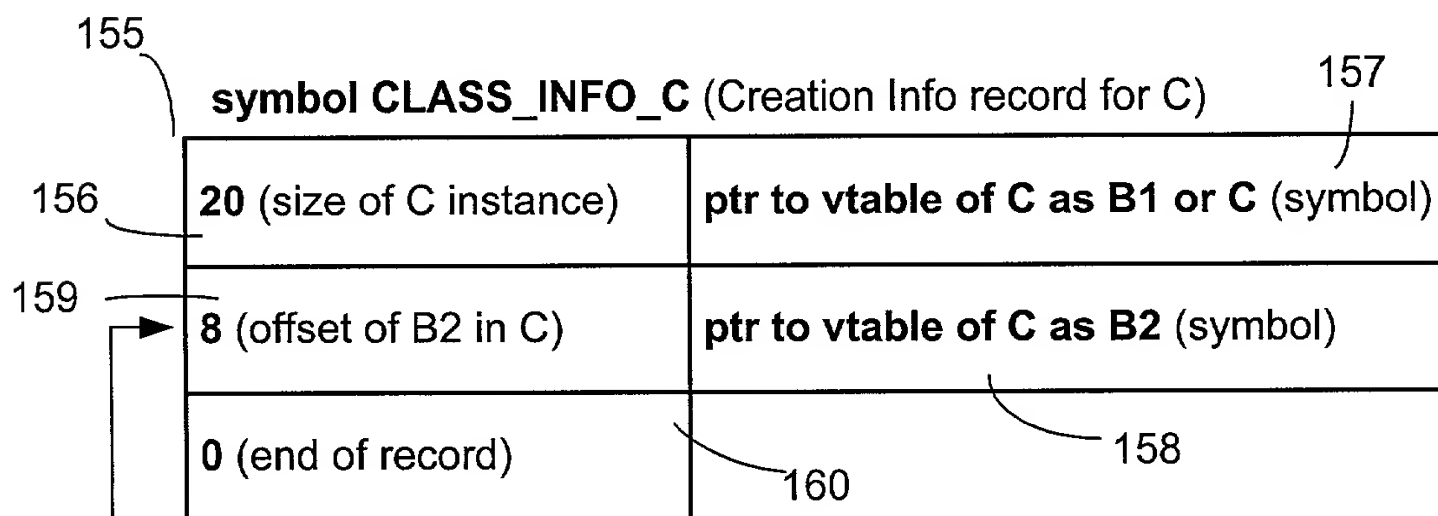 155
symbol CLASS_INFO_C (Creation Info record for C)
157
156
20 (size of C instance)
ptr to vtable of C as B1 or C (symbol)
159
8 (offset of B2 in C)
ptr to vtable of C as B2 (symbol)
0 (end of record)
160
158